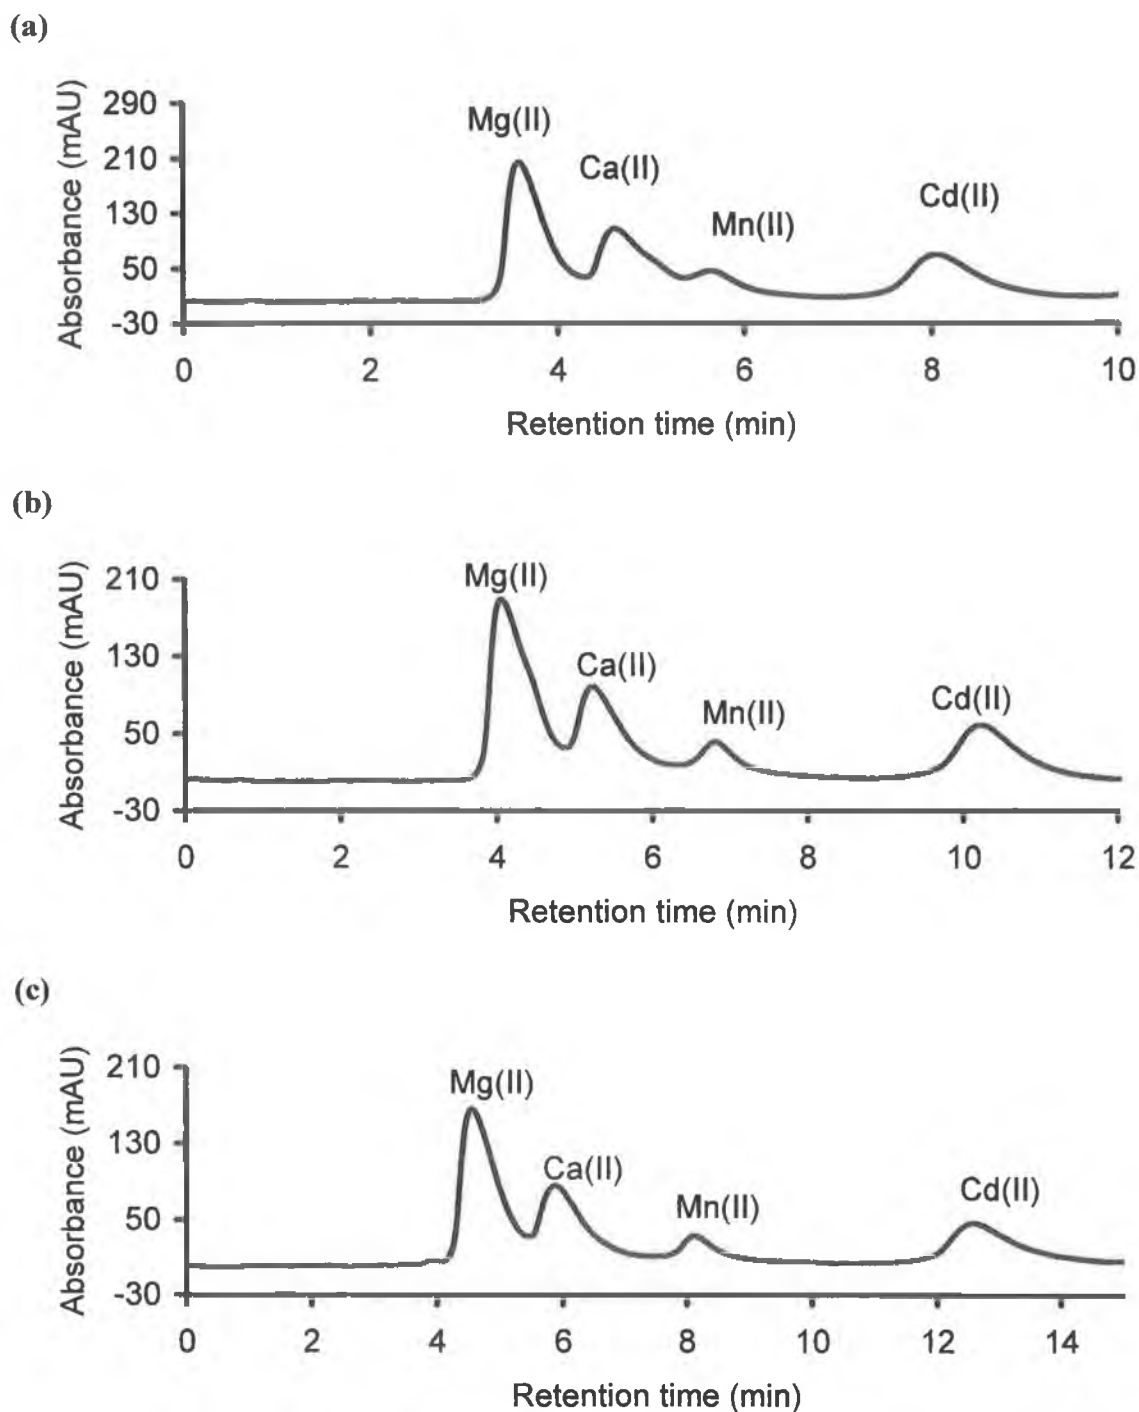 (a)
Absorbance (mAU)
290
210
130
50
-30
Mg(II)
Ca(II)
Mn(II)
Cd(II)
0 2 4 6 8 10
Retention time (min)
(b)
Absorbance (mAU)
210
130
50
-30
Mg(II)
Ca(II)
Mn(II)
Cd(II)
0 2 4 6 8 10 12
Retention time (min)
(c)
Absorbance (mAU)
210
130
50
-30
Mg(II)
Ca(II)
Mn(II)
Cd(II)
0 2 4 6 8 10 12 14
Retention time (min)